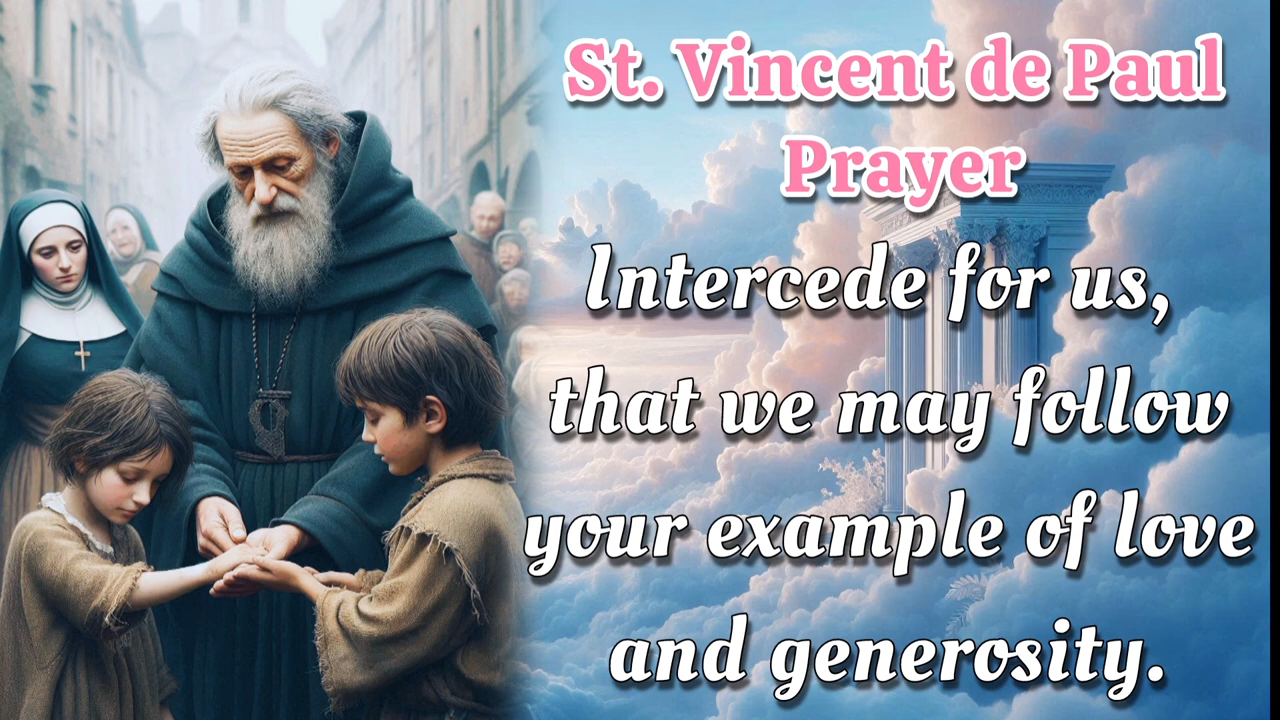 St. Vincent de Paul
Prayer
Intercede for us,
that we may follow
your example of love
and generosity.